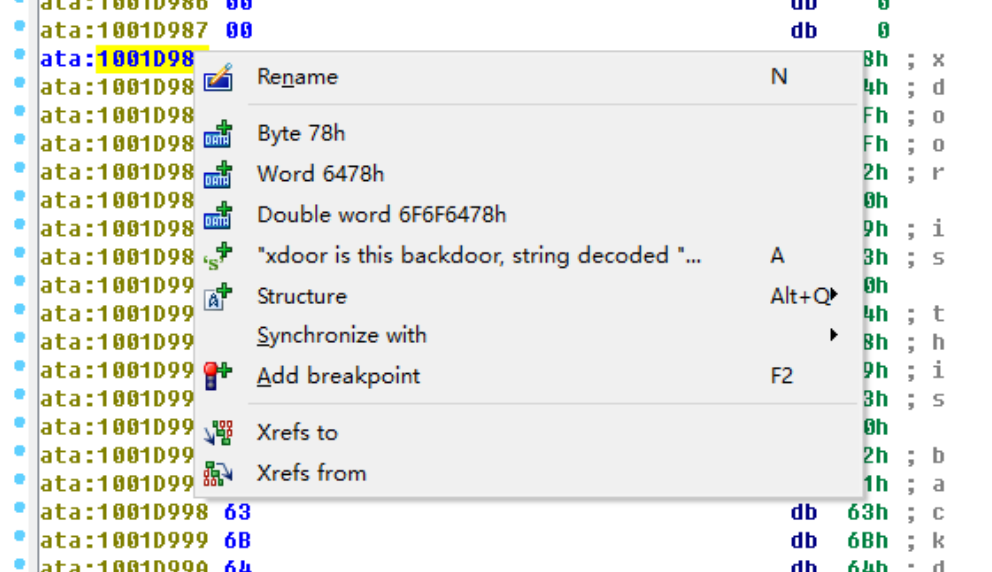 ata:1001D986 00 db 0
ata:1001D987 00 db 0
ata:1001D98 8h ; x
ata:1001D98 4h ; d
ata:1001D98 Fh ; o
ata:1001D98 Fh ; o
ata:1001D98 2h ; r
ata:1001D98 0h
ata:1001D98 9h ; i
ata:1001D98 3h ; s
ata:1001D99 0h
ata:1001D99 4h ; t
ata:1001D99 8h ; h
ata:1001D99 9h ; i
ata:1001D99 3h ; s
ata:1001D99 0h
ata:1001D99 2h ; b
ata:1001D99 1h ; a
ata:1001D998 63 db 63h ; c
ata:1001D999 6B db 6Bh ; k
ata:1001D99A 64 db 64h ; d
Rename N
Byte 78h
Word 6478h
Double word 6F6F6478h
"xdoor is this backdoor, string decoded "... A
Structure Alt+Q
Synchronize with
Add breakpoint F2
Xrefs to
Xrefs from